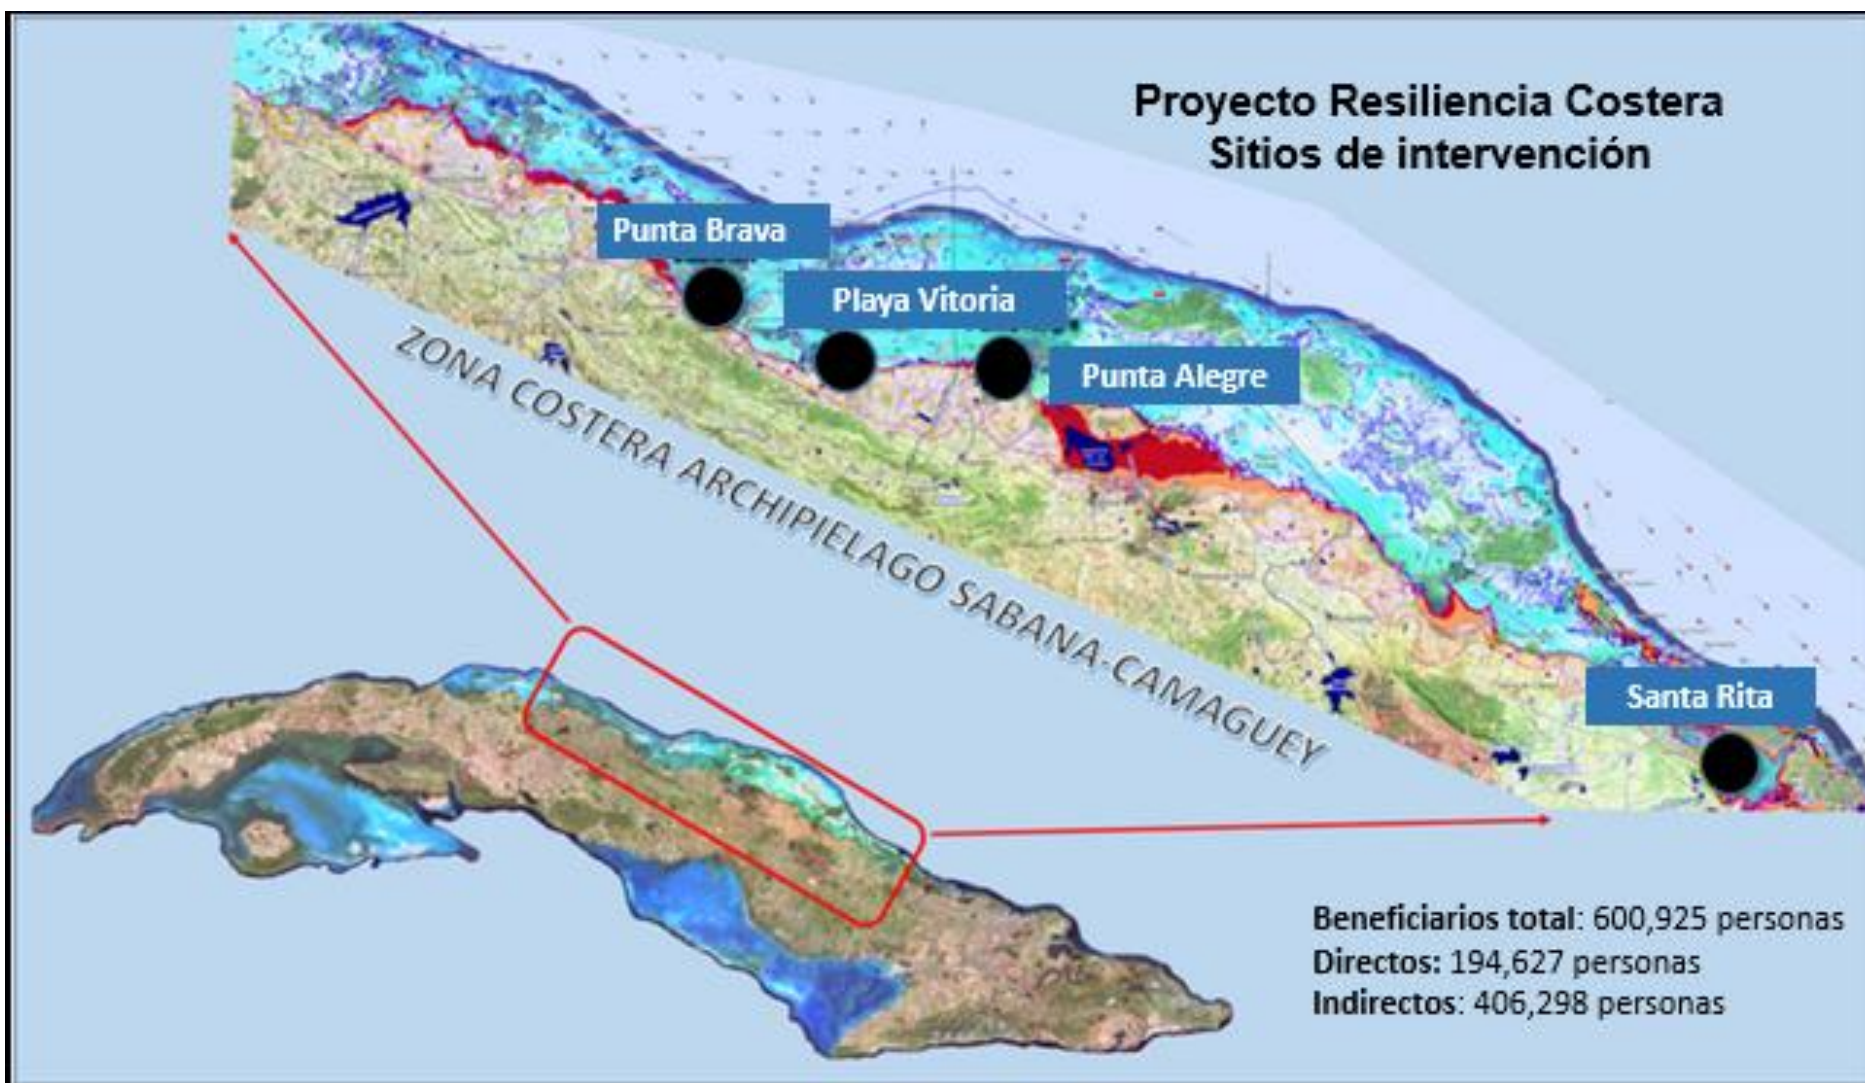 Proyecto Resiliencia Costera
Sitios de intervención
Punta Brava
Playa Vitoria
Punta Alegre
ZONA COSTERA ARCHIPIELAGO SABANA-CAMAGUEY
Santa Rita
Beneficiarios total: 600,925 personas
Directos: 194,627 personas
Indirectos: 406,298 personas